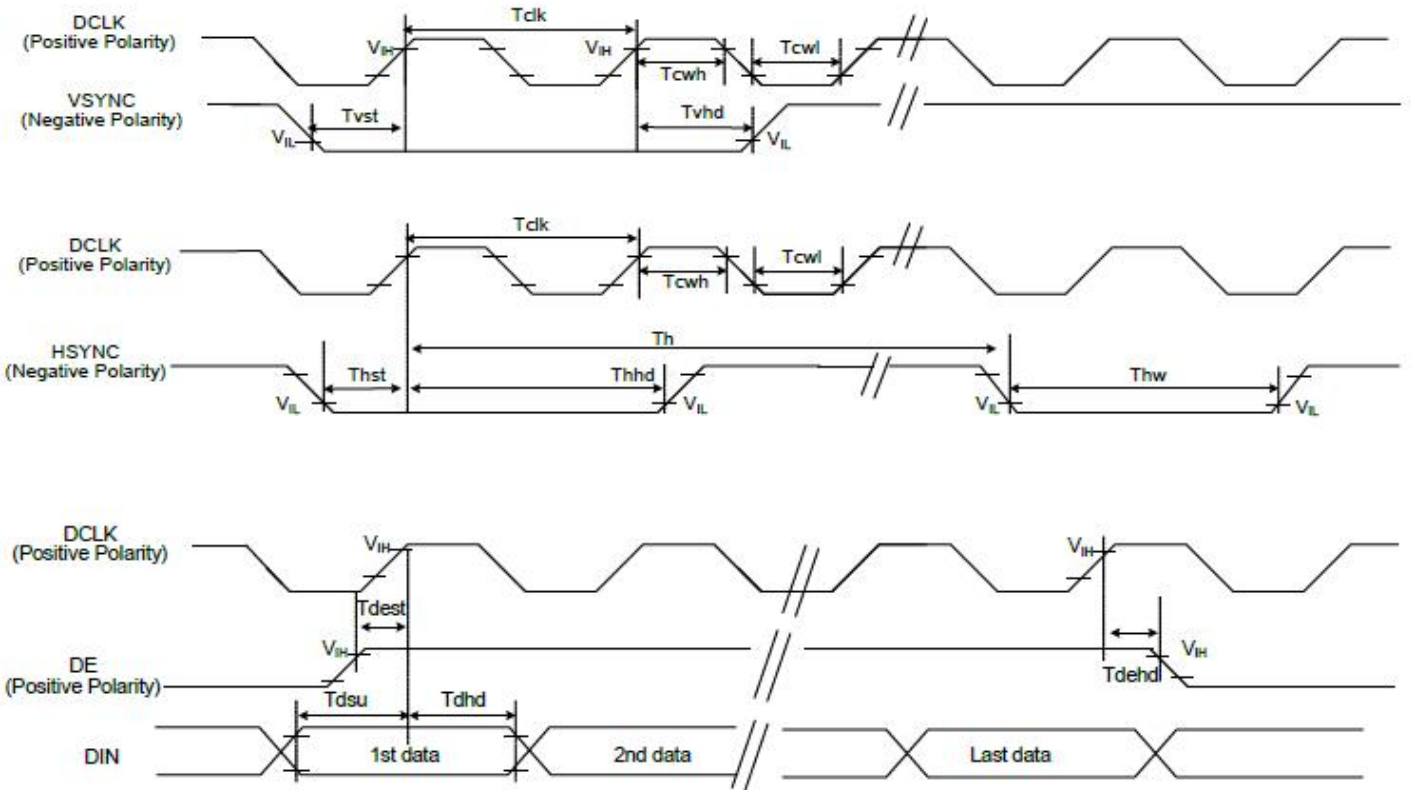 DCLK
(Positive Polarity)
Tclk
VIH
VIH
Tcwh
Tcwl
VSYNC
(Negative Polarity)
Tvst
Tvhd
VIL
VIL
DCLK
(Positive Polarity)
Tclk
Tcwh
Tcwl
HSYNC
(Negative Polarity)
Th
Thst
Thhd
Thw
VIL
VIL
VIL
VIL
DCLK
(Positive Polarity)
VIH
VIH
Tdest
DE
(Positive Polarity)
VIH
VIH
Tdehd
Tdsu
Tdhd
DIN
1st data
2nd data
Last data